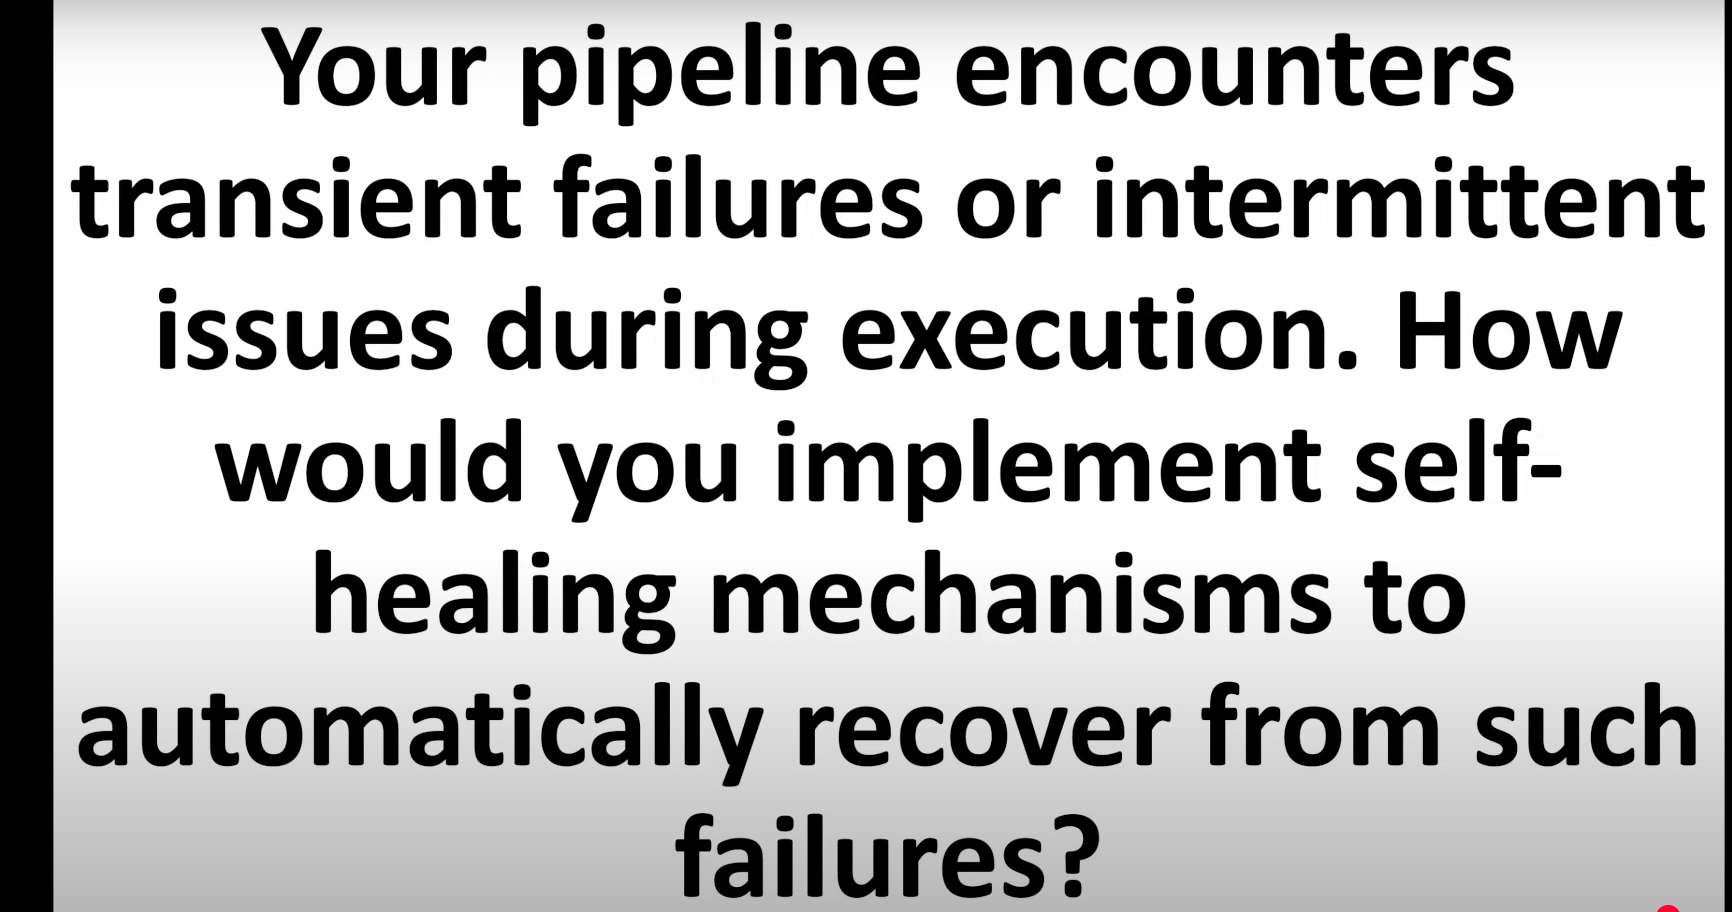 Your pipeline encounters
transient failures or intermittent
issues during execution. How
would you implement self-
healing mechanisms to
automatically recover from such
failures?